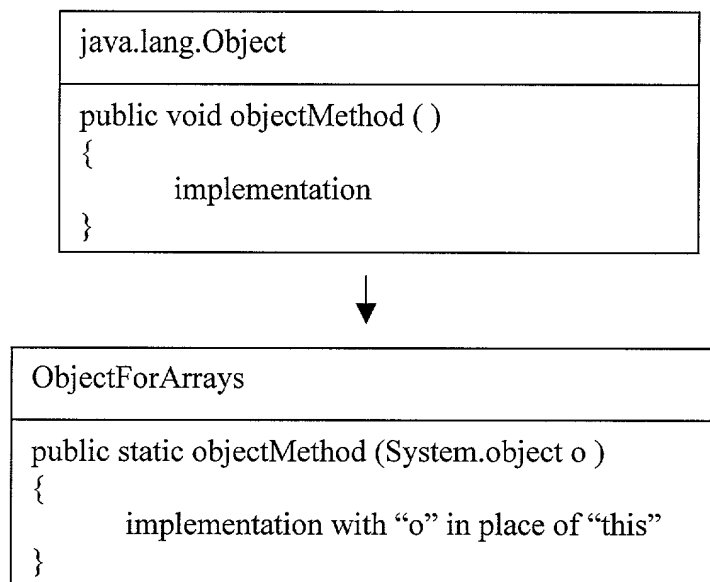 java.lang.Object
public void objectMethod ( )
{
implementation
}
ObjectForArrays
public static objectMethod (System.object o )
{
implementation with “o” in place of “this”
}